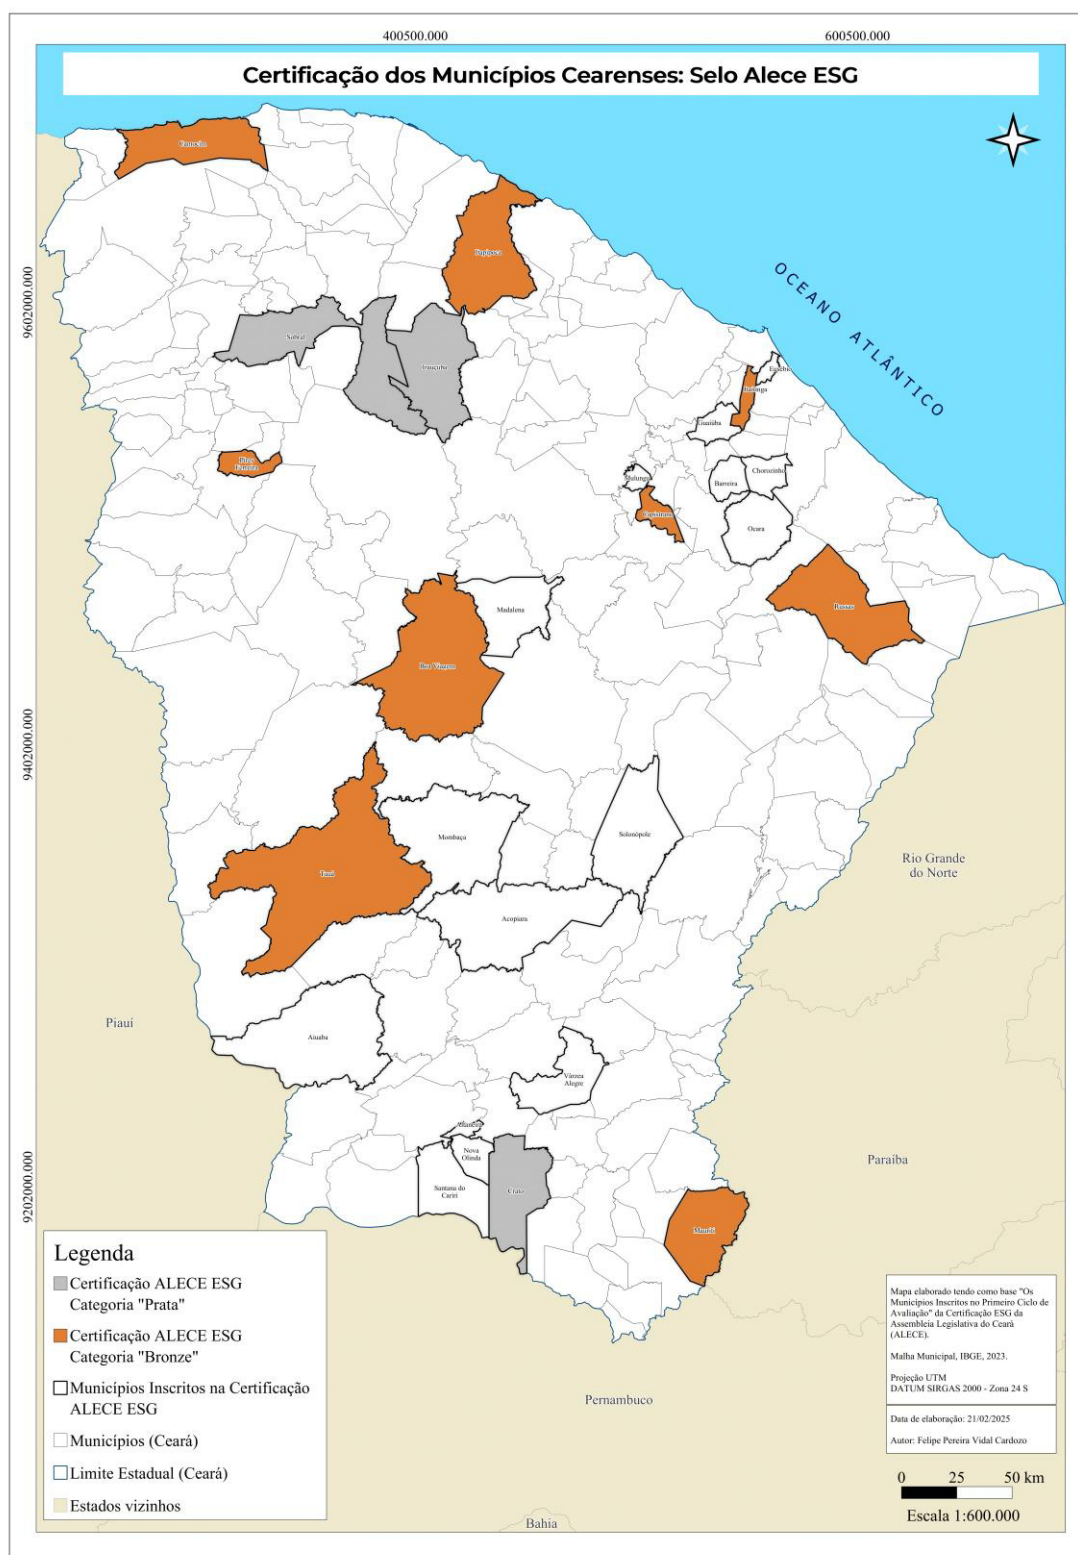 400500.000
600500.000
Certificação dos Municípios Cearenses: Selo Alece ESG
Camocim
Itapipoca
OCEANO ATLÂNTICO
9602000.000
Sobral
Irauçuba
Eusébio
Itaitinga
Guaiúba
Pires
Ferreira
Mulungu
Barreira
Chorozinho
Capistrano
Ocara
Madalena
Russas
Boa Viagem
9402000.000
Mombaça
Solonópole
Rio Grande
do Norte
Tauá
Acopiara
Piauí
Aiuaba
Várzea
Alegre
Altaneira
Nova
Olinda
Santana do
Cariri
Crato
Paraíba
9202000.000
Mauriti
Legenda
Certificação ALECE ESG
Categoria "Prata"
Certificação ALECE ESG
Categoria "Bronze"
Municípios Inscritos na Certificação
ALECE ESG
Municípios (Ceará)
Limite Estadual (Ceará)
Estados vizinhos
Pernambuco
Bahia
Mapa elaborado tendo como base "Os
Municípios Inscritos no Primeiro Ciclo de
Avaliação" da Certificação ESG da
Assembleia Legislativa do Ceará
(ALECE).
Malha Municipal, IBGE, 2023.
Projeção UTM
DATUM SIRGAS 2000 - Zona 24 S
Data de elaboração: 21/02/2025
Autor: Felipe Pereira Vidal Cardozo
0 25 50 km
Escala 1:600.000